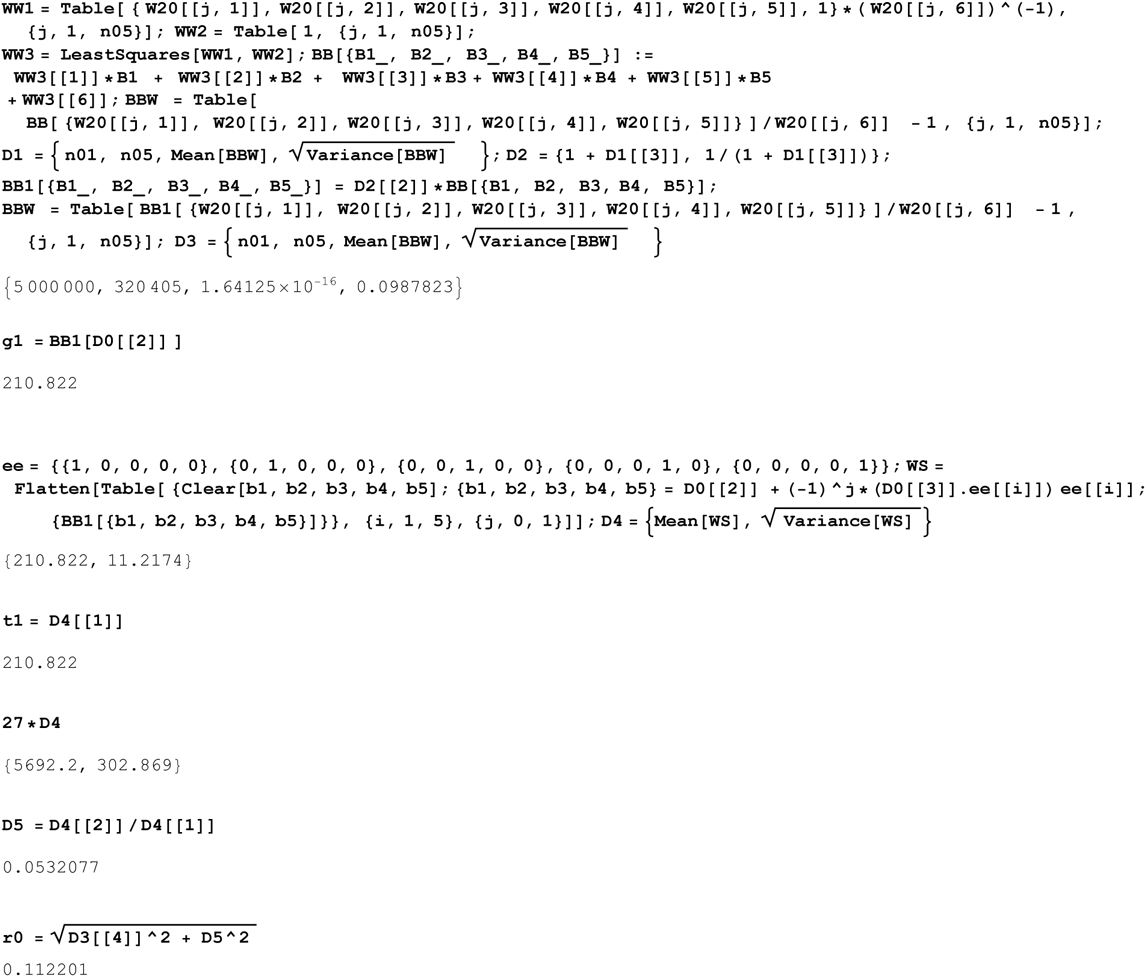 WW1 = Table[ { W20[[j, 1]], W20[[j, 2]], W20[[j, 3]], W20[[j, 4]], W20[[j, 5]], 1}*( W20[[j, 6]])^(-1),
{j, 1, n05}]; WW2 = Table[ 1, {j, 1, n05}];
WW3 = LeastSquares[WW1, WW2]; BB[{B1_, B2_, B3_, B4_, B5_}] :=
WW3[[1]]*B1 + WW3[[2]]*B2 + WW3[[3]]*B3 + WW3[[4]]*B4 + WW3[[5]]*B5
+WW3[[6]]; BBW = Table[
BB[ {W20[[j, 1]], W20[[j, 2]], W20[[j, 3]], W20[[j, 4]], W20[[j, 5]]} ] /W20[[j, 6]] - 1 , {j, 1, n05}];
D1 = { n01, n05, Mean[BBW], √Variance[BBW] }; D2 = {1 + D1[[3]], 1/(1 + D1[[3]])};
BB1[{B1_, B2_, B3_, B4_, B5_}] = D2[[2]]*BB[{B1, B2, B3, B4, B5}];
BBW = Table[ BB1[ {W20[[j, 1]], W20[[j, 2]], W20[[j, 3]], W20[[j, 4]], W20[[j, 5]]} ] /W20[[j, 6]] - 1 ,
{j, 1, n05}]; D3 = { n01, n05, Mean[BBW], √Variance[BBW] }
{5 000 000, 320 405, 1.64125×10^-16, 0.0987823}
g1 = BB1[D0[[2]] ]
210.822
ee = {{1, 0, 0, 0, 0}, {0, 1, 0, 0, 0}, {0, 0, 1, 0, 0}, {0, 0, 0, 1, 0}, {0, 0, 0, 0, 1}}; WS =
Flatten[Table[ {Clear[b1, b2, b3, b4, b5]; {b1, b2, b3, b4, b5} = D0[[2]] + (-1)^j*(D0[[3]].ee[[i]]) ee[[i]];
{BB1[{b1, b2, b3, b4, b5}]}}, {i, 1, 5}, {j, 0, 1}]]; D4 = {Mean[WS], √ Variance[WS] }
{210.822, 11.2174}
t1 = D4[[1]]
210.822
27*D4
{5692.2, 302.869}
D5 = D4[[2]]/D4[[1]]
0.0532077
r0 = √D3[[4]]^2 + D5^2
0.112201